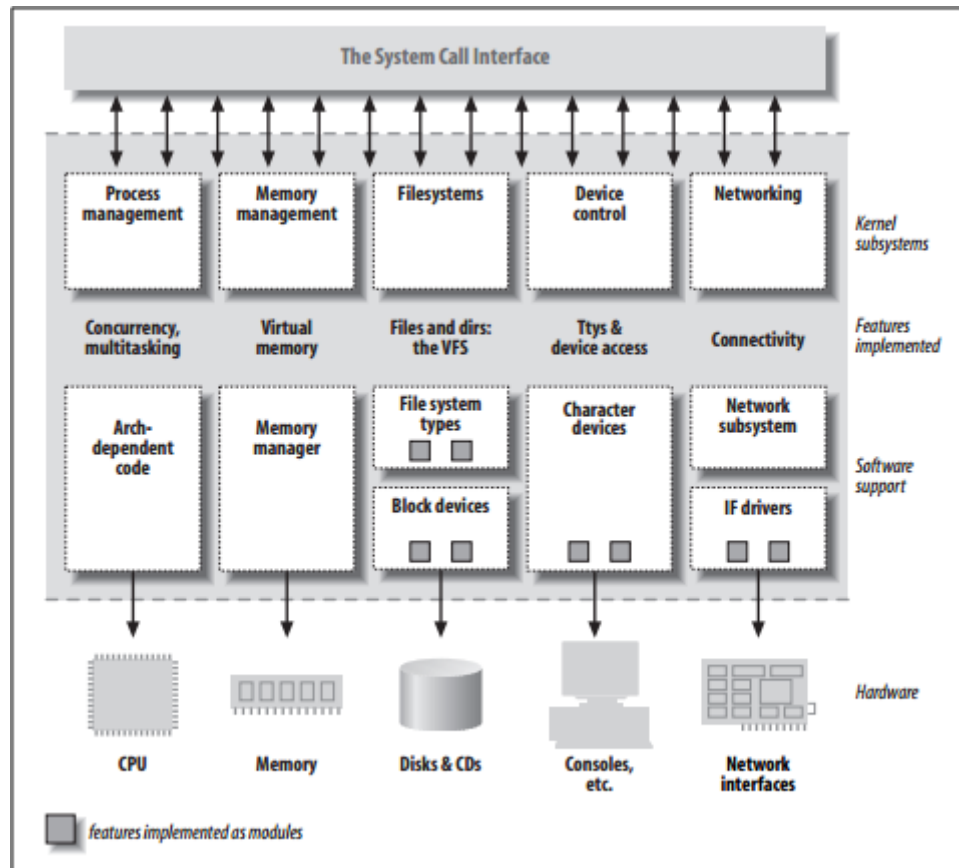 The System Call Interface
Process
management
Memory
management
Filesystems
Device
control
Networking
Kernel
subsystems
Concurrency,
multitasking
Virtual
memory
Files and dirs:
the VFS
Ttys &
device access
Connectivity
Features
implemented
Arch-
dependent
code
Memory
manager
File system
types
Block devices
Character
devices
Network
subsystem
IF drivers
Software
support
Hardware
CPU
Memory
Disks & CDs
Consoles,
etc.
Network
interfaces
features implemented as modules